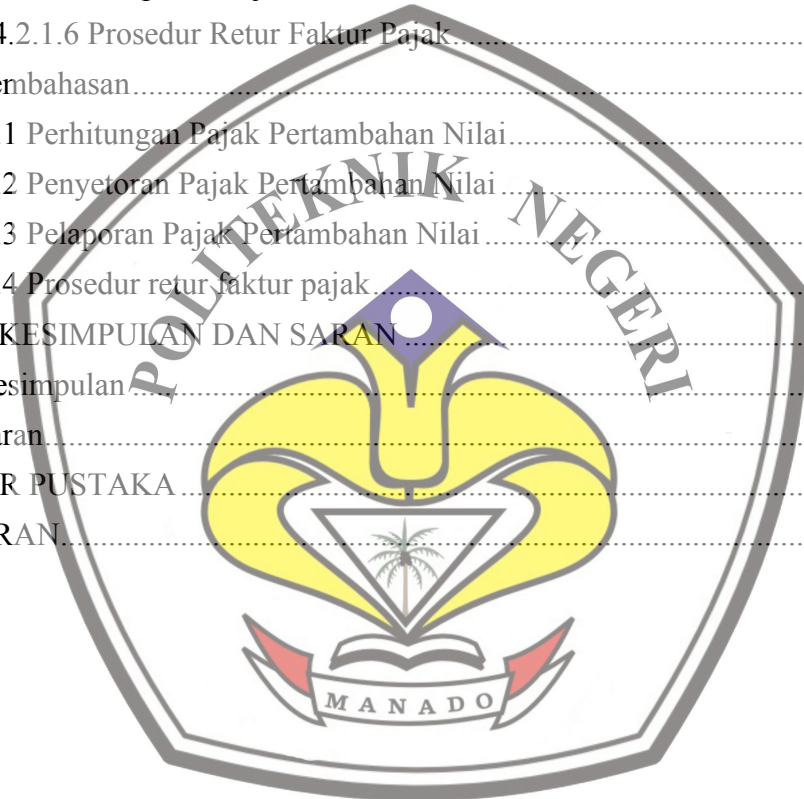 4.2.1.6 Prosedur Retur Faktur Pajak
embahasan
.1 Perhitungan Pajak Pertambahan Nilai
.2 Penyetoran Pajak Pertambahan Nilai
.3 Pelaporan Pajak Pertambahan Nilai
.4 Prosedur retur faktur pajak
KESIMPULAN DAN SARAN
esimpulan
aran
R PUSTAKA
RAN
POLITEKNIK NEGERI
MANADO